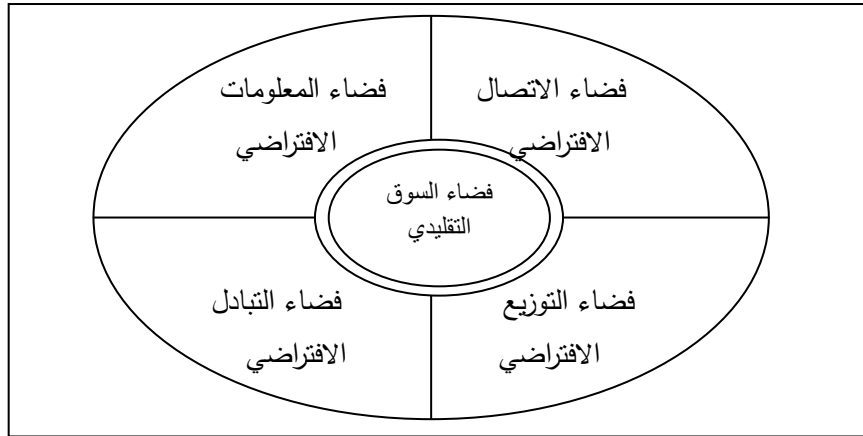 فضاء الاتصال
الافتراضي
فضاء المعلومات
الافتراضي
فضاء السوق
التقليدي
فضاء التوزيع
الافتراضي
فضاء التبادل
الافتراضي